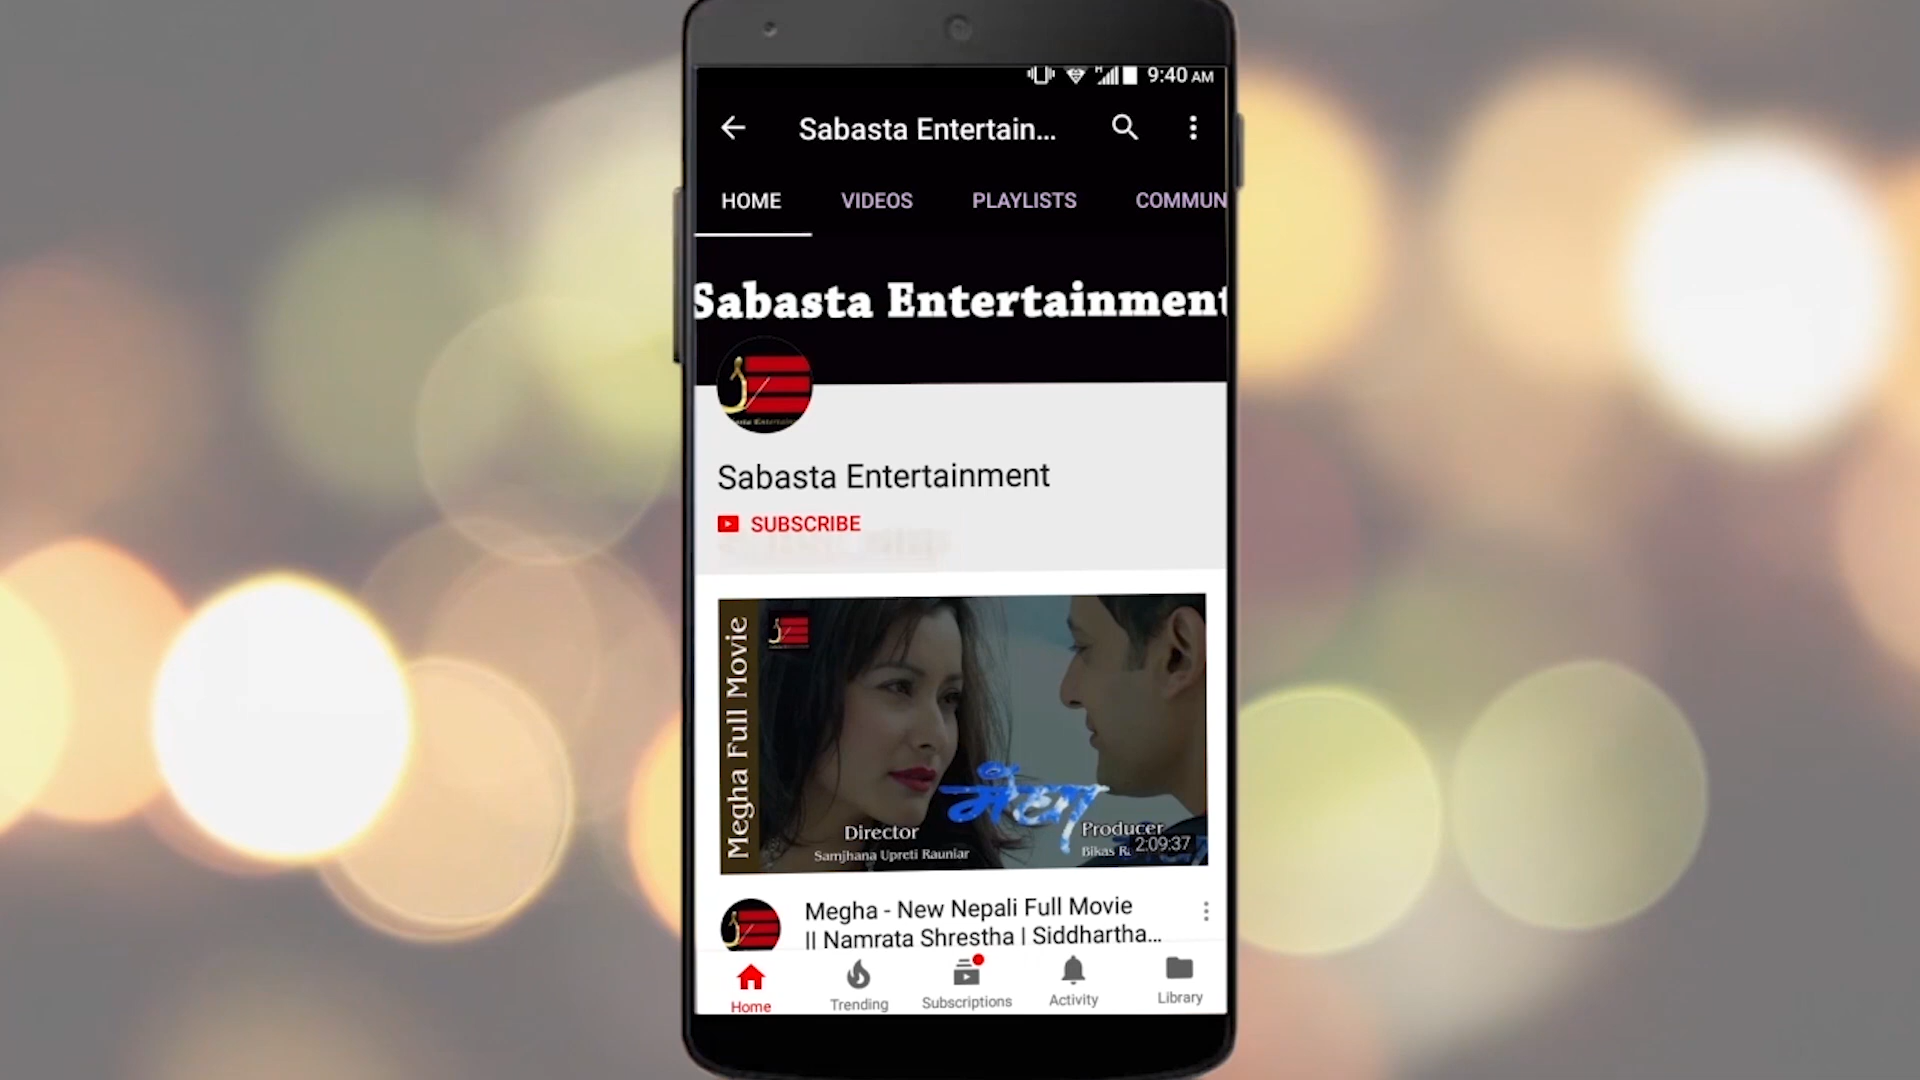 9:40 AM
Sabasta Entertain...
HOME VIDEOS PLAYLISTS COMMUN
Sabasta Entertainment
Sabasta Entertainment
SUBSCRIBE
Megha Full Movie
मेघा
Director
Samjhana Upreti Rauniar
Producer
Bikas
2:09:37
Megha - New Nepali Full Movie
|| Namrata Shrestha | Siddhartha...
Home Trending Subscriptions Activity Library